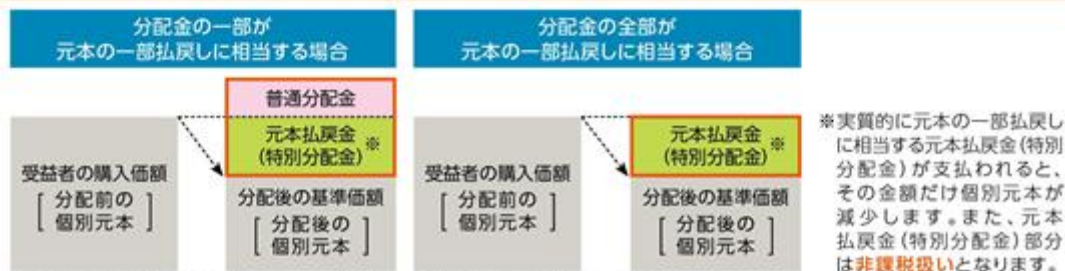 分配金の一部が
元本の一部払戻しに相当する場合
普通分配金
元本払戻金
(特別分配金)
※
受益者の購入価額
[ 分配前の
個別元本 ]
分配後の基準価額
[ 分配後の
個別元本 ]
分配金の全部が
元本の一部払戻しに相当する場合
元本払戻金
(特別分配金)
※
受益者の購入価額
[ 分配前の
個別元本 ]
分配後の基準価額
[ 分配後の
個別元本 ]
※実質的に元本の一部払戻し
に相当する元本払戻金(特別
分配金)が支払われると、
その金額だけ個別元本が
減少します。また、元本
払戻金(特別分配金)部分
は非課税扱いとなります。